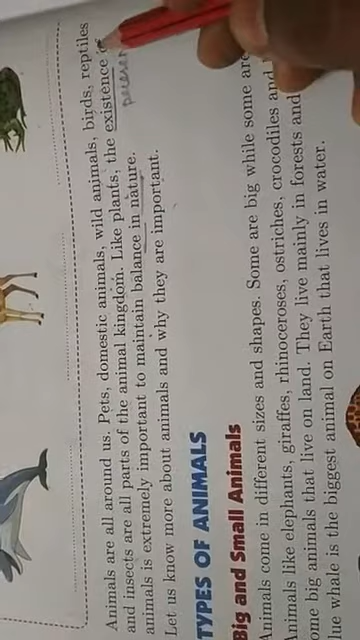 Animals are all around us. Pets, domestic animals, wild animals, birds, reptiles
and insects are all parts of the animal kingdom. Like plants, the existence of
animals is extremely important to maintain balance in nature.
Let us know more about animals and why they are important.
TYPES OF ANIMALS
Big and Small Animals
nimals come in different sizes and shapes. Some are big while some are
nimals like elephants, giraffes, rhinoceroses, ostriches, crocodiles and
me big animals that live on land. They live mainly in forests and
lue whale is the biggest animal on Earth that lives in water.